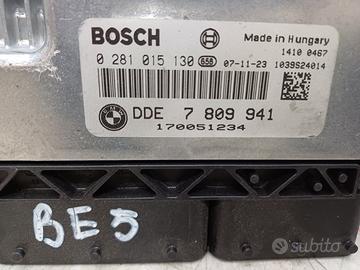 BOSCH
Made in Hungary
1410 0467
0 281 015 130 658 07-11-23 1039S24014
DDE 7 809 941
170051234
BE5
subito